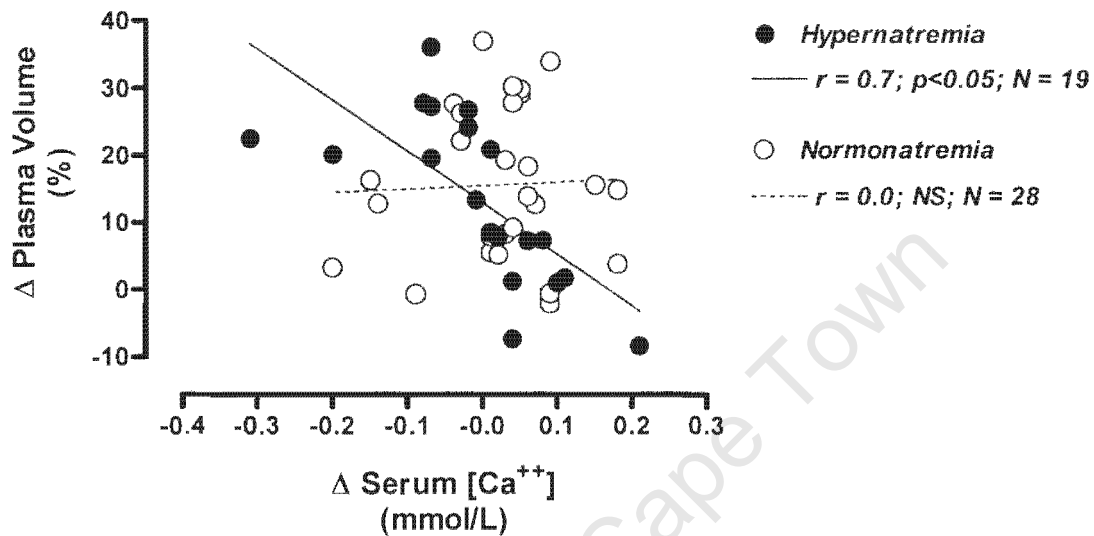 40
30
20
10
0
-10
Δ Plasma Volume
(%)
-0.4 -0.3 -0.2 -0.1 -0.0 0.1 0.2 0.3
Δ Serum [Ca⁺⁺]
(mmol/L)
Hypernatremia
r = 0.7; p<0.05; N = 19
Normonatremia
r = 0.0; NS; N = 28
Cape Town